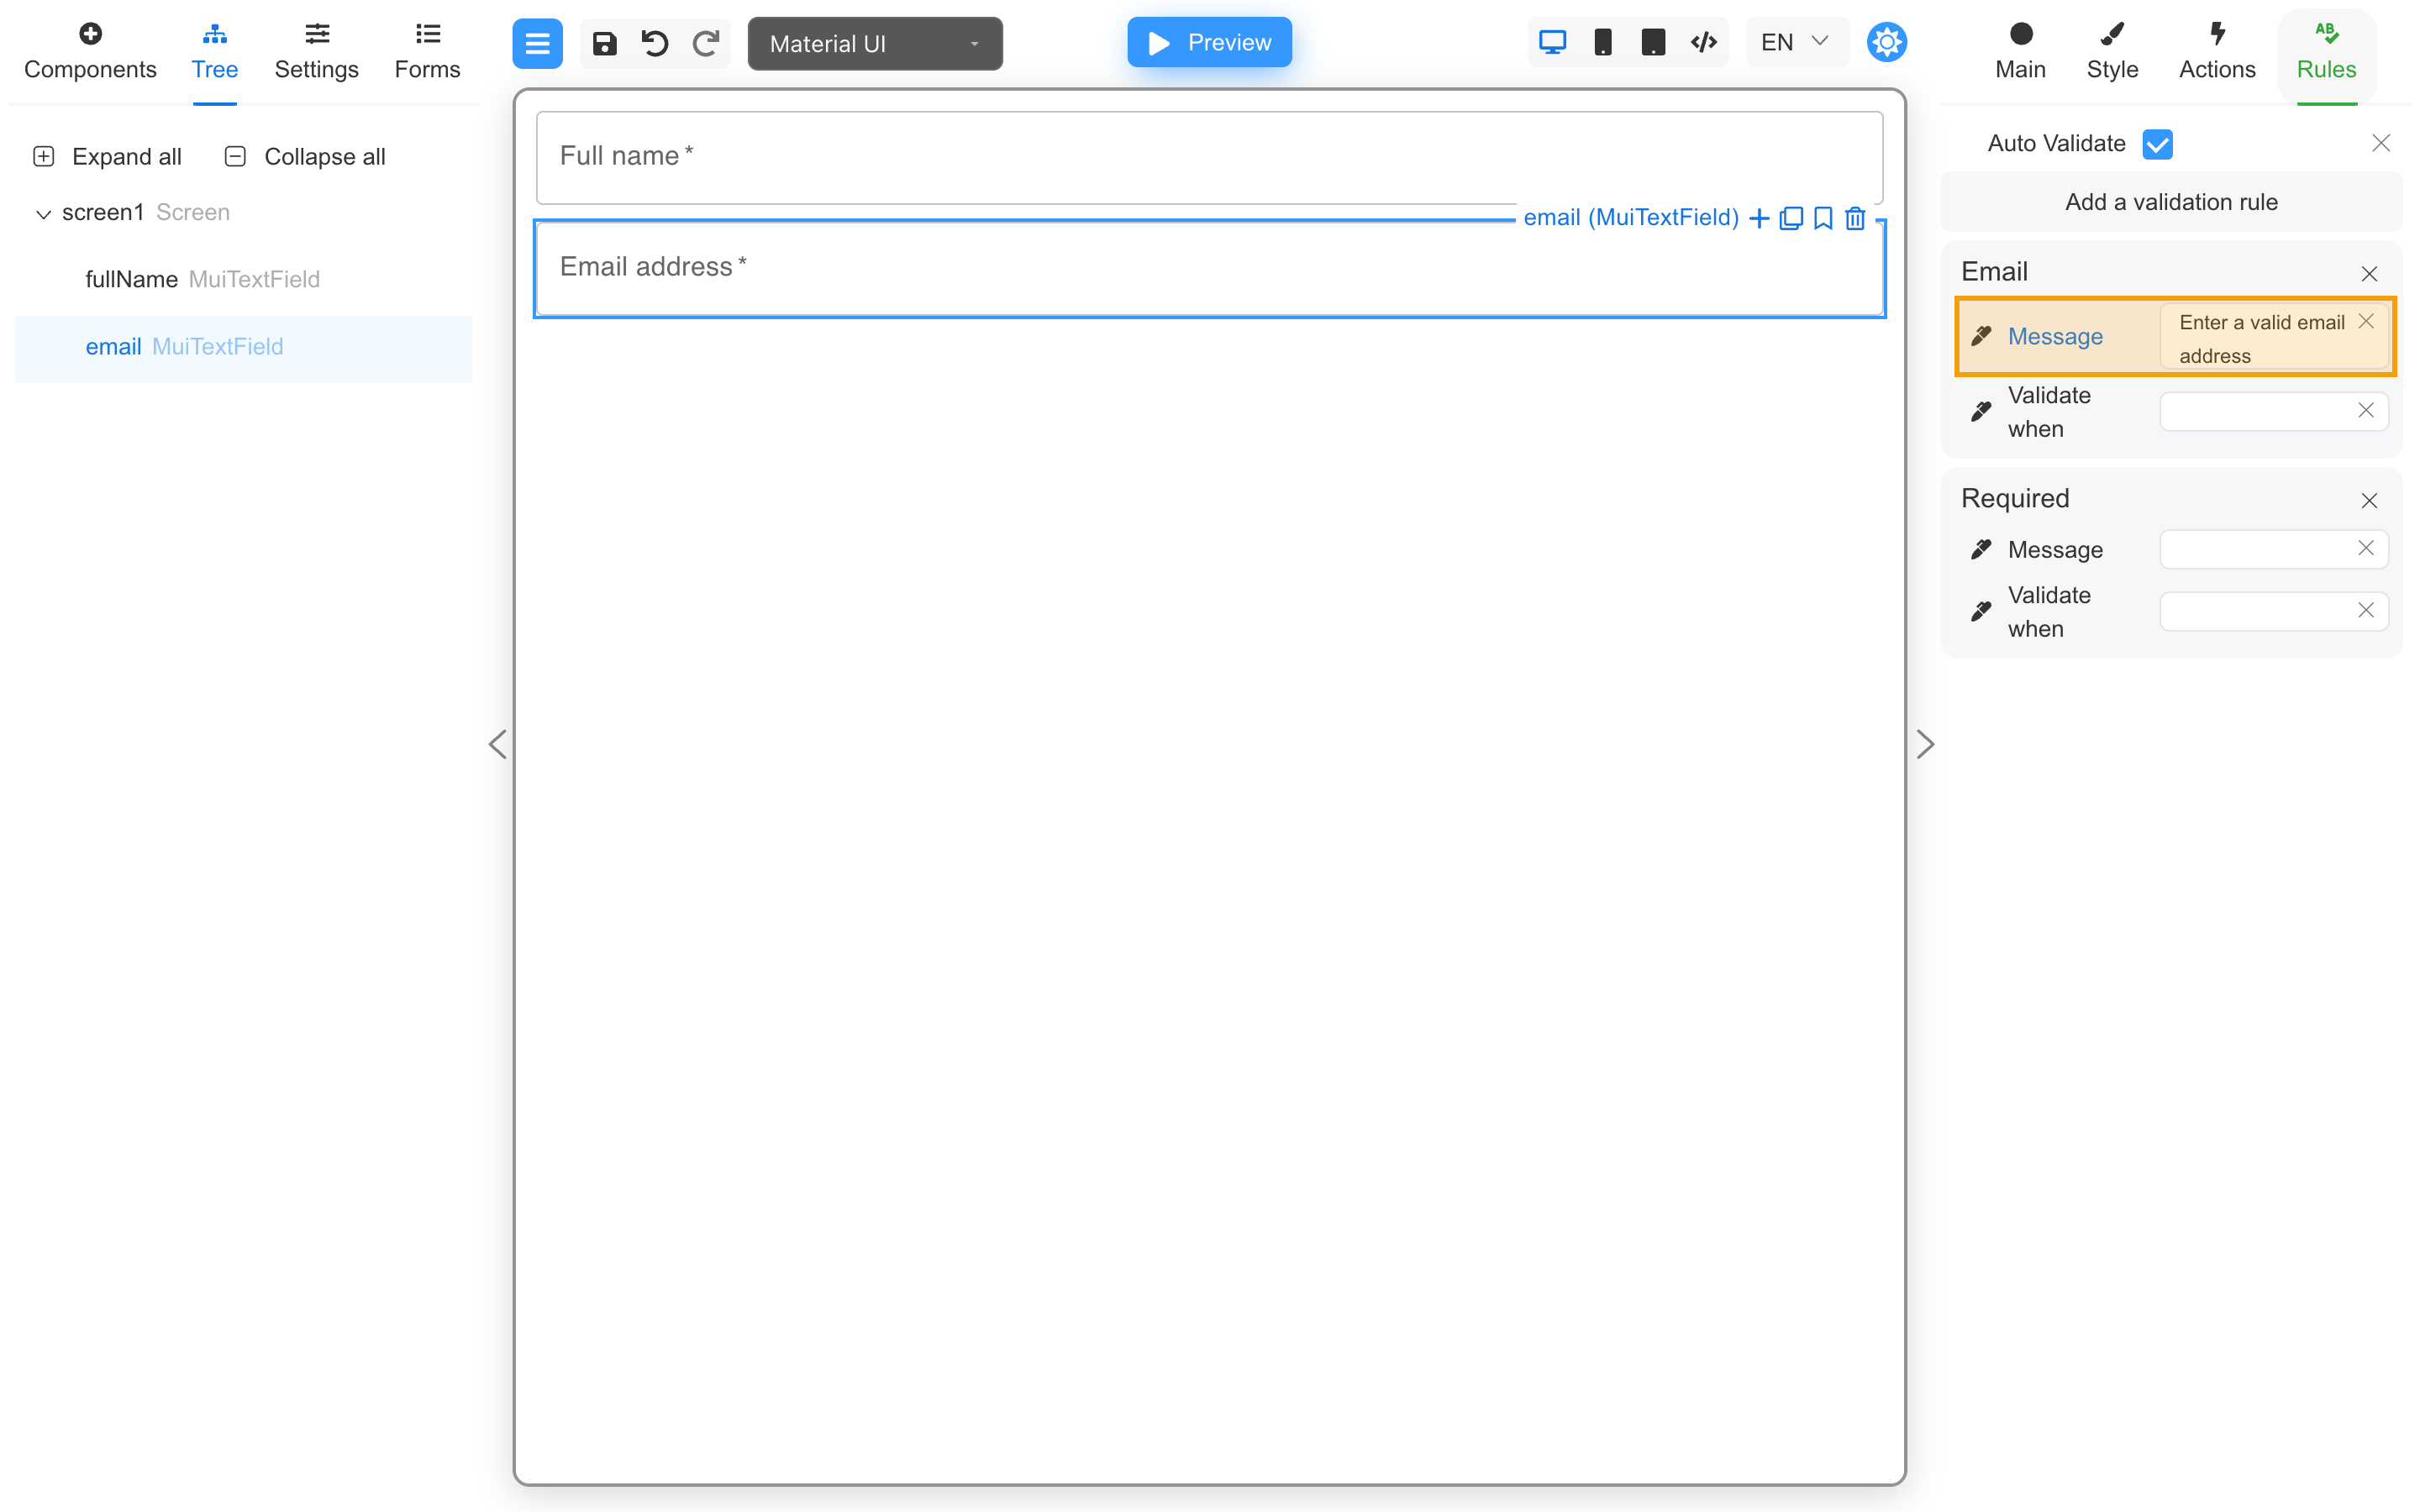 Components Tree Settings Forms
Material UI
Preview
EN
Main Style Actions Rules
Expand all Collapse all
screen1 Screen
fullName MuiTextField
email MuiTextField
Full name *
email (MuiTextField)
Email address *
Auto Validate
Add a validation rule
Email
Message
Enter a valid email
address
Validate
when
Required
Message
Validate
when